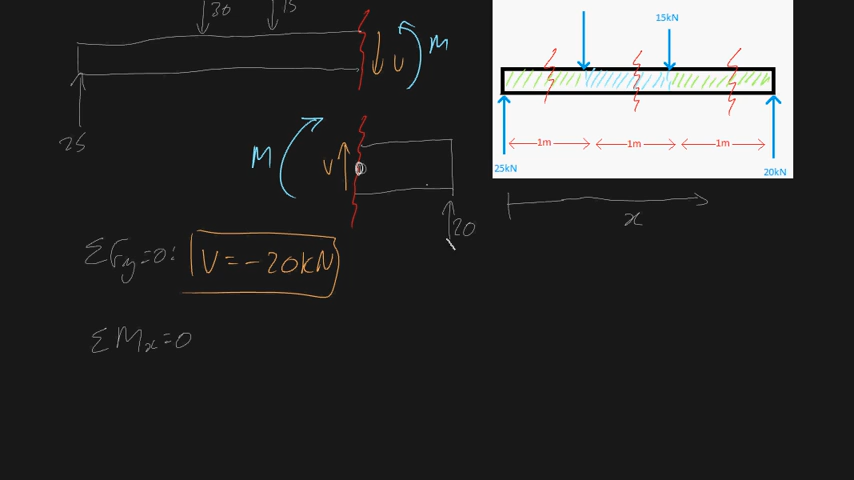 30
15
V
M
25
M
V
20
ΣFy=0:
V=-20kN
ΣMx=0
15kN
1m
1m
1m
25kN
20kN
x